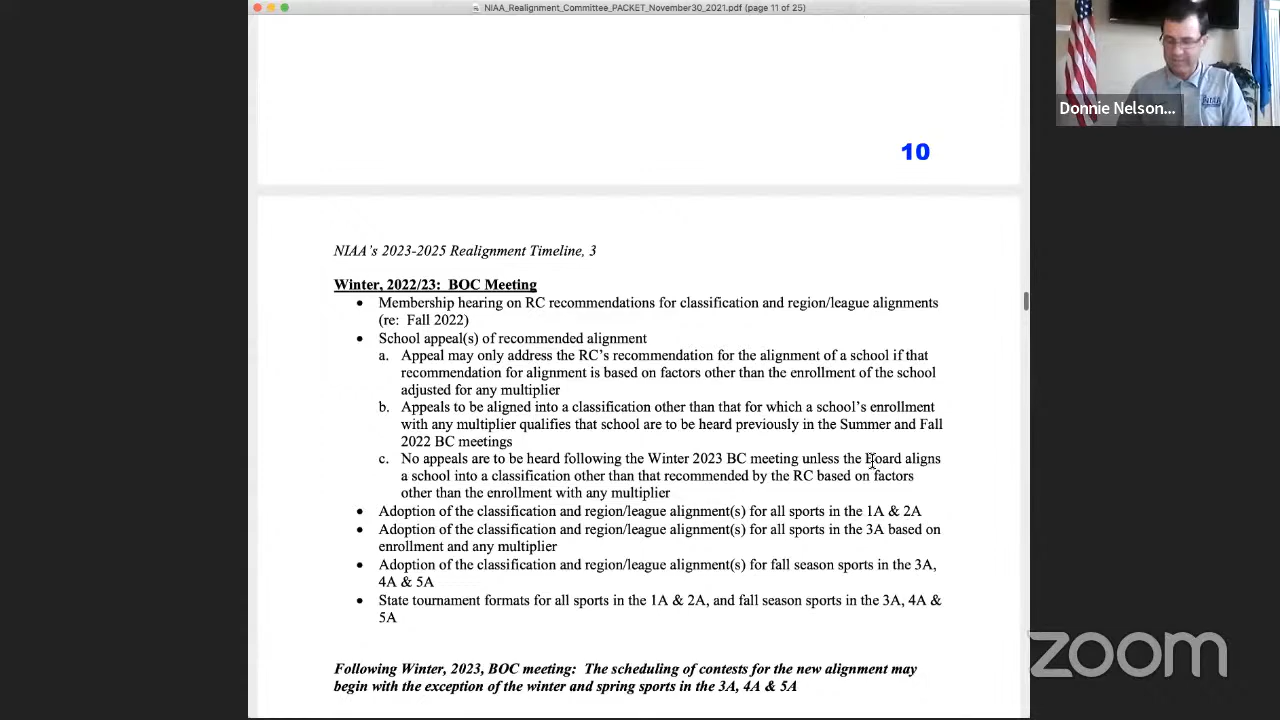 NIAA_Realignment_Committee_PACKET_November30_2021.pdf (page 11 of 25)
Donnie Nelson...
10
NIAA's 2023-2025 Realignment Timeline, 3
Winter, 2022/23: BOC Meeting
• Membership hearing on RC recommendations for classification and region/league alignments
(re: Fall 2022)
• School appeal(s) of recommended alignment
a. Appeal may only address the RC's recommendation for the alignment of a school if that
recommendation for alignment is based on factors other than the enrollment of the school
adjusted for any multiplier
b. Appeals to be aligned into a classification other than that for which a school's enrollment
with any multiplier qualifies that school are to be heard previously in the Summer and Fall
2022 BC meetings
c. No appeals are to be heard following the Winter 2023 BC meeting unless the Board aligns
a school into a classification other than that recommended by the RC based on factors
other than the enrollment with any multiplier
• Adoption of the classification and region/league alignment(s) for all sports in the 1A & 2A
• Adoption of the classification and region/league alignment(s) for all sports in the 3A based on
enrollment and any multiplier
• Adoption of the classification and region/league alignment(s) for fall season sports in the 3A,
4A & 5A
• State tournament formats for all sports in the 1A & 2A, and fall season sports in the 3A, 4A &
5A
Following Winter, 2023, BOC meeting: The scheduling of contests for the new alignment may
begin with the exception of the winter and spring sports in the 3A, 4A & 5A
zoom